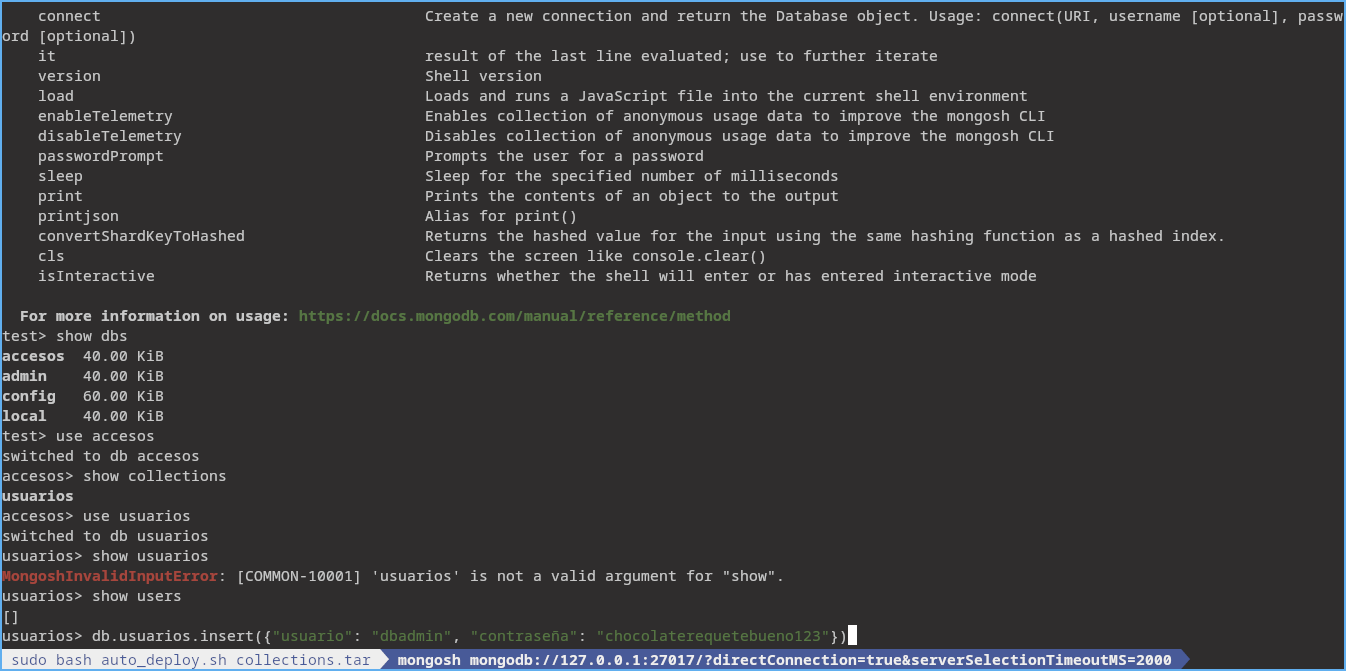 connect Create a new connection and return the Database object. Usage: connect(URI, username [optional], passw
ord [optional])
it result of the last line evaluated; use to further iterate
version Shell version
load Loads and runs a JavaScript file into the current shell environment
enableTelemetry Enables collection of anonymous usage data to improve the mongosh CLI
disableTelemetry Disables collection of anonymous usage data to improve the mongosh CLI
passwordPrompt Prompts the user for a password
sleep Sleep for the specified number of milliseconds
print Prints the contents of an object to the output
printjson Alias for print()
convertShardKeyToHashed Returns the hashed value for the input using the same hashing function as a hashed index.
cls Clears the screen like console.clear()
isInteractive Returns whether the shell will enter or has entered interactive mode
For more information on usage: https://docs.mongodb.com/manual/reference/method
test> show dbs
accesos 40.00 KiB
admin 40.00 KiB
config 60.00 KiB
local 40.00 KiB
test> use accesos
switched to db accesos
accesos> show collections
usuarios
accesos> use usuarios
switched to db usuarios
usuarios> show usuarios
MongoshInvalidInputError: [COMMON-10001] 'usuarios' is not a valid argument for "show".
usuarios> show users
[]
usuarios> db.usuarios.insert({"usuario": "dbadmin", "contraseña": "chocolaterequetebueno123"})
sudo bash auto_deploy.sh collections.tar mongosh mongodb://127.0.0.1:27017/?directConnection=true&serverSelectionTimeoutMS=2000